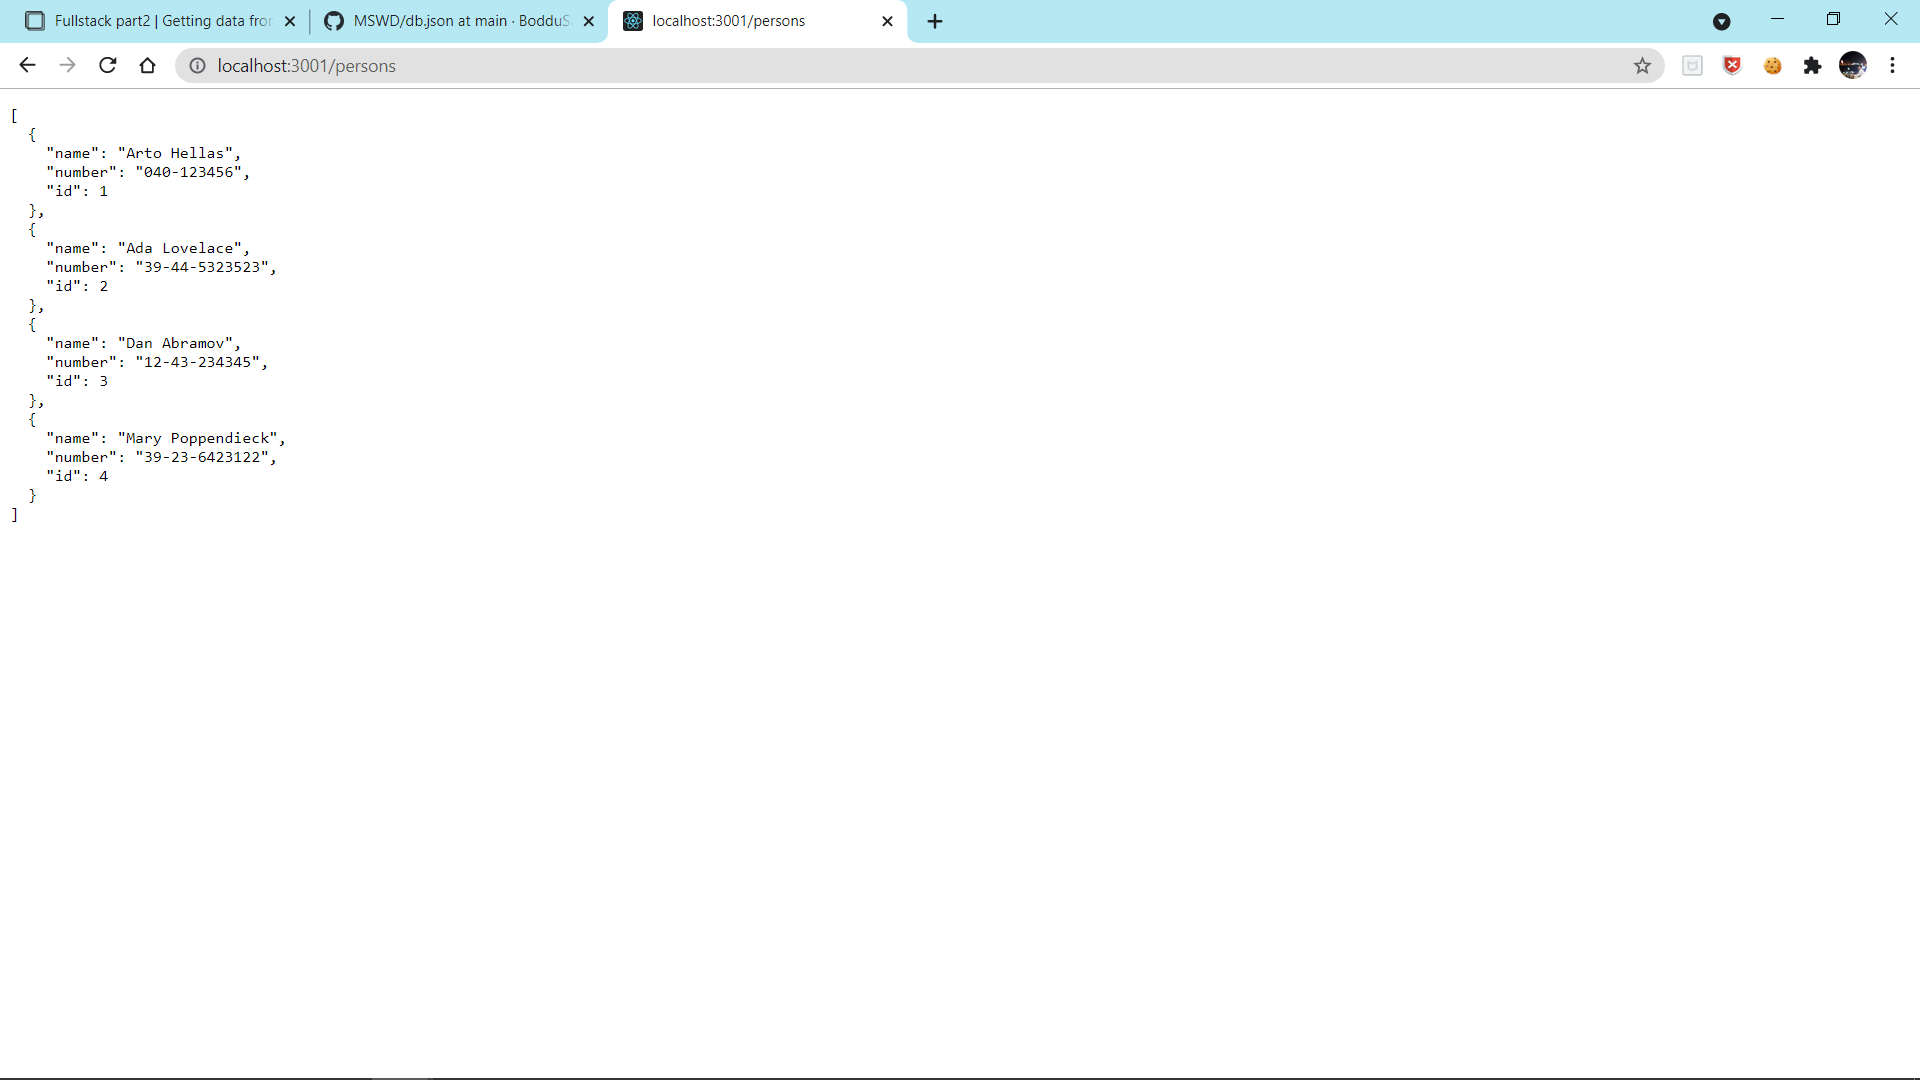 Fullstack part2 | Getting data from
MSWD/db.json at main · BodduS
localhost:3001/persons
localhost:3001/persons
[
  {
    "name": "Arto Hellas",
    "number": "040-123456",
    "id": 1
  },
  {
    "name": "Ada Lovelace",
    "number": "39-44-5323523",
    "id": 2
  },
  {
    "name": "Dan Abramov",
    "number": "12-43-234345",
    "id": 3
  },
  {
    "name": "Mary Poppendieck",
    "number": "39-23-6423122",
    "id": 4
  }
]